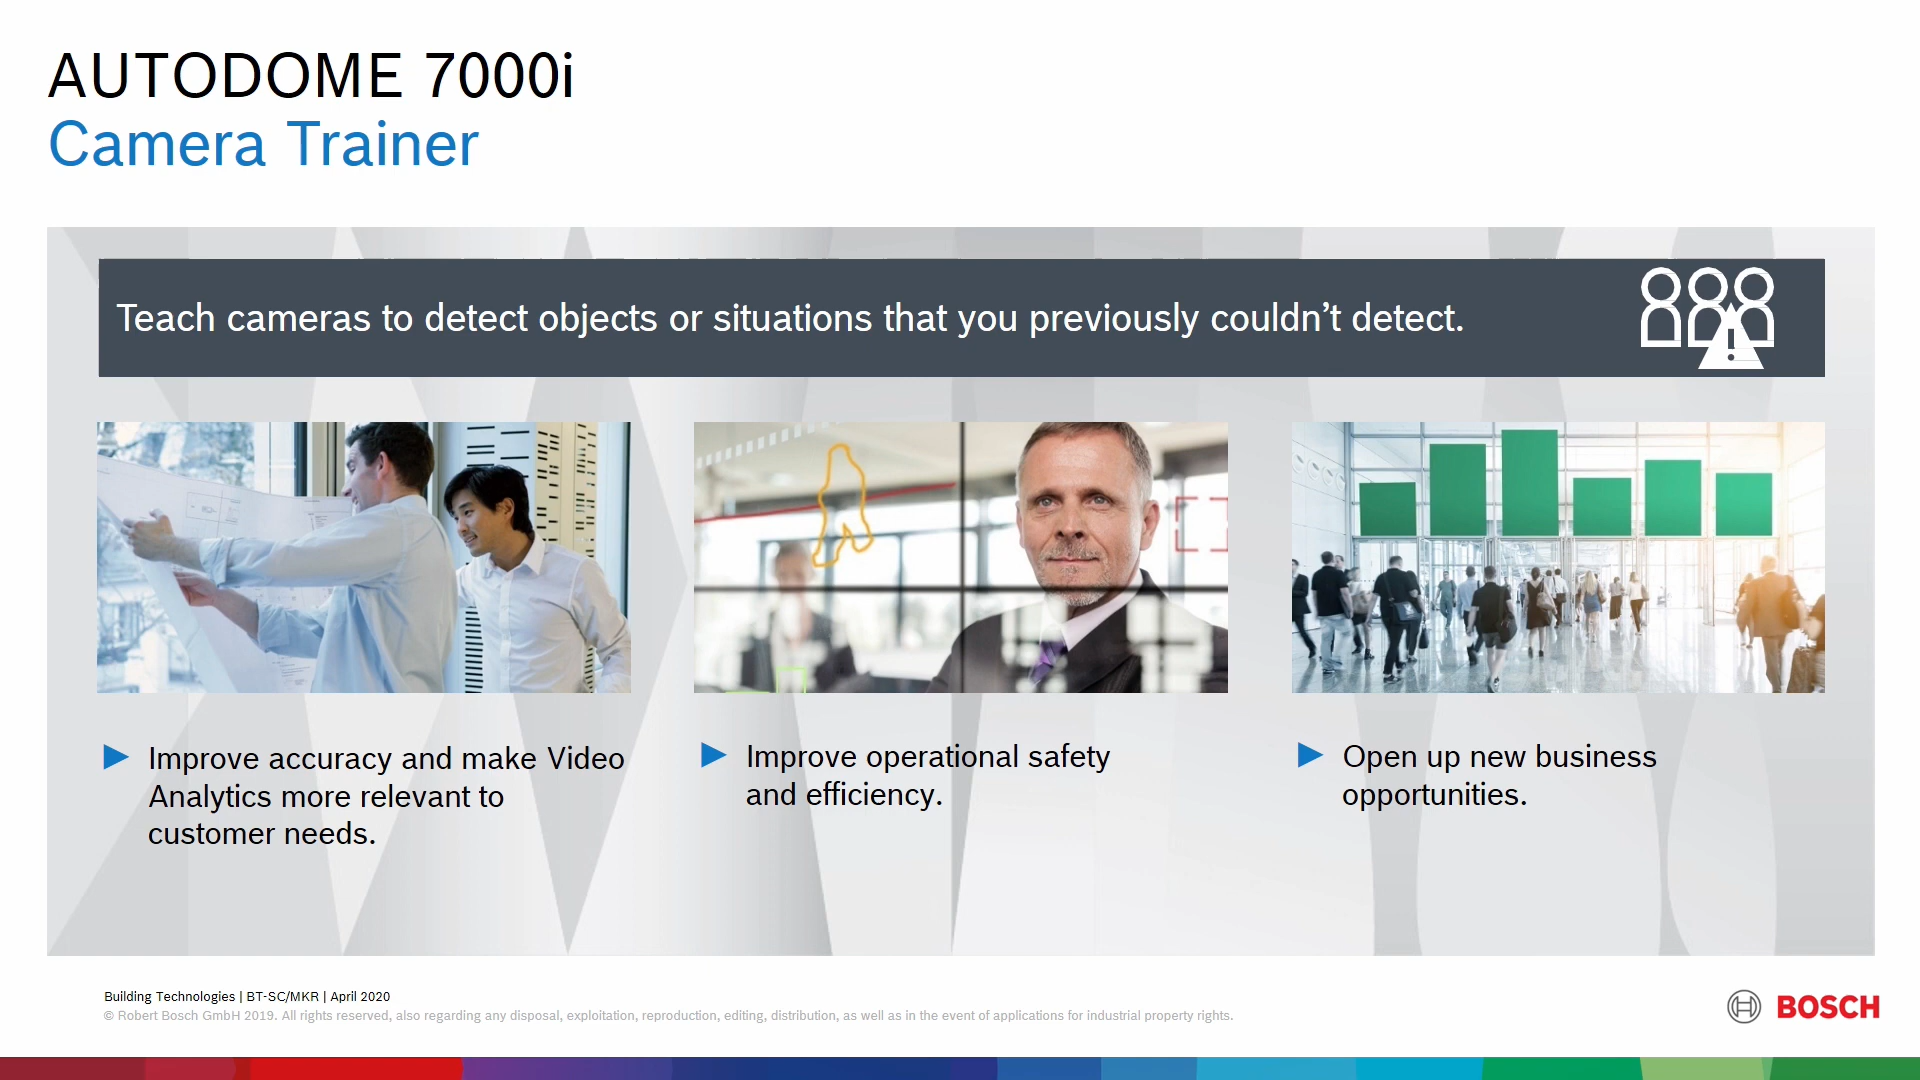 AUTODOME 7000i
Camera Trainer
Teach cameras to detect objects or situations that you previously couldn’t detect.
Improve accuracy and make Video
Analytics more relevant to
customer needs.
Improve operational safety
and efficiency.
Open up new business
opportunities.
Building Technologies | BT-SC/MKR | April 2020
© Robert Bosch GmbH 2019. All rights reserved, also regarding any disposal, exploitation, reproduction, editing, distribution, as well as in the event of applications for industrial property rights.
BOSCH